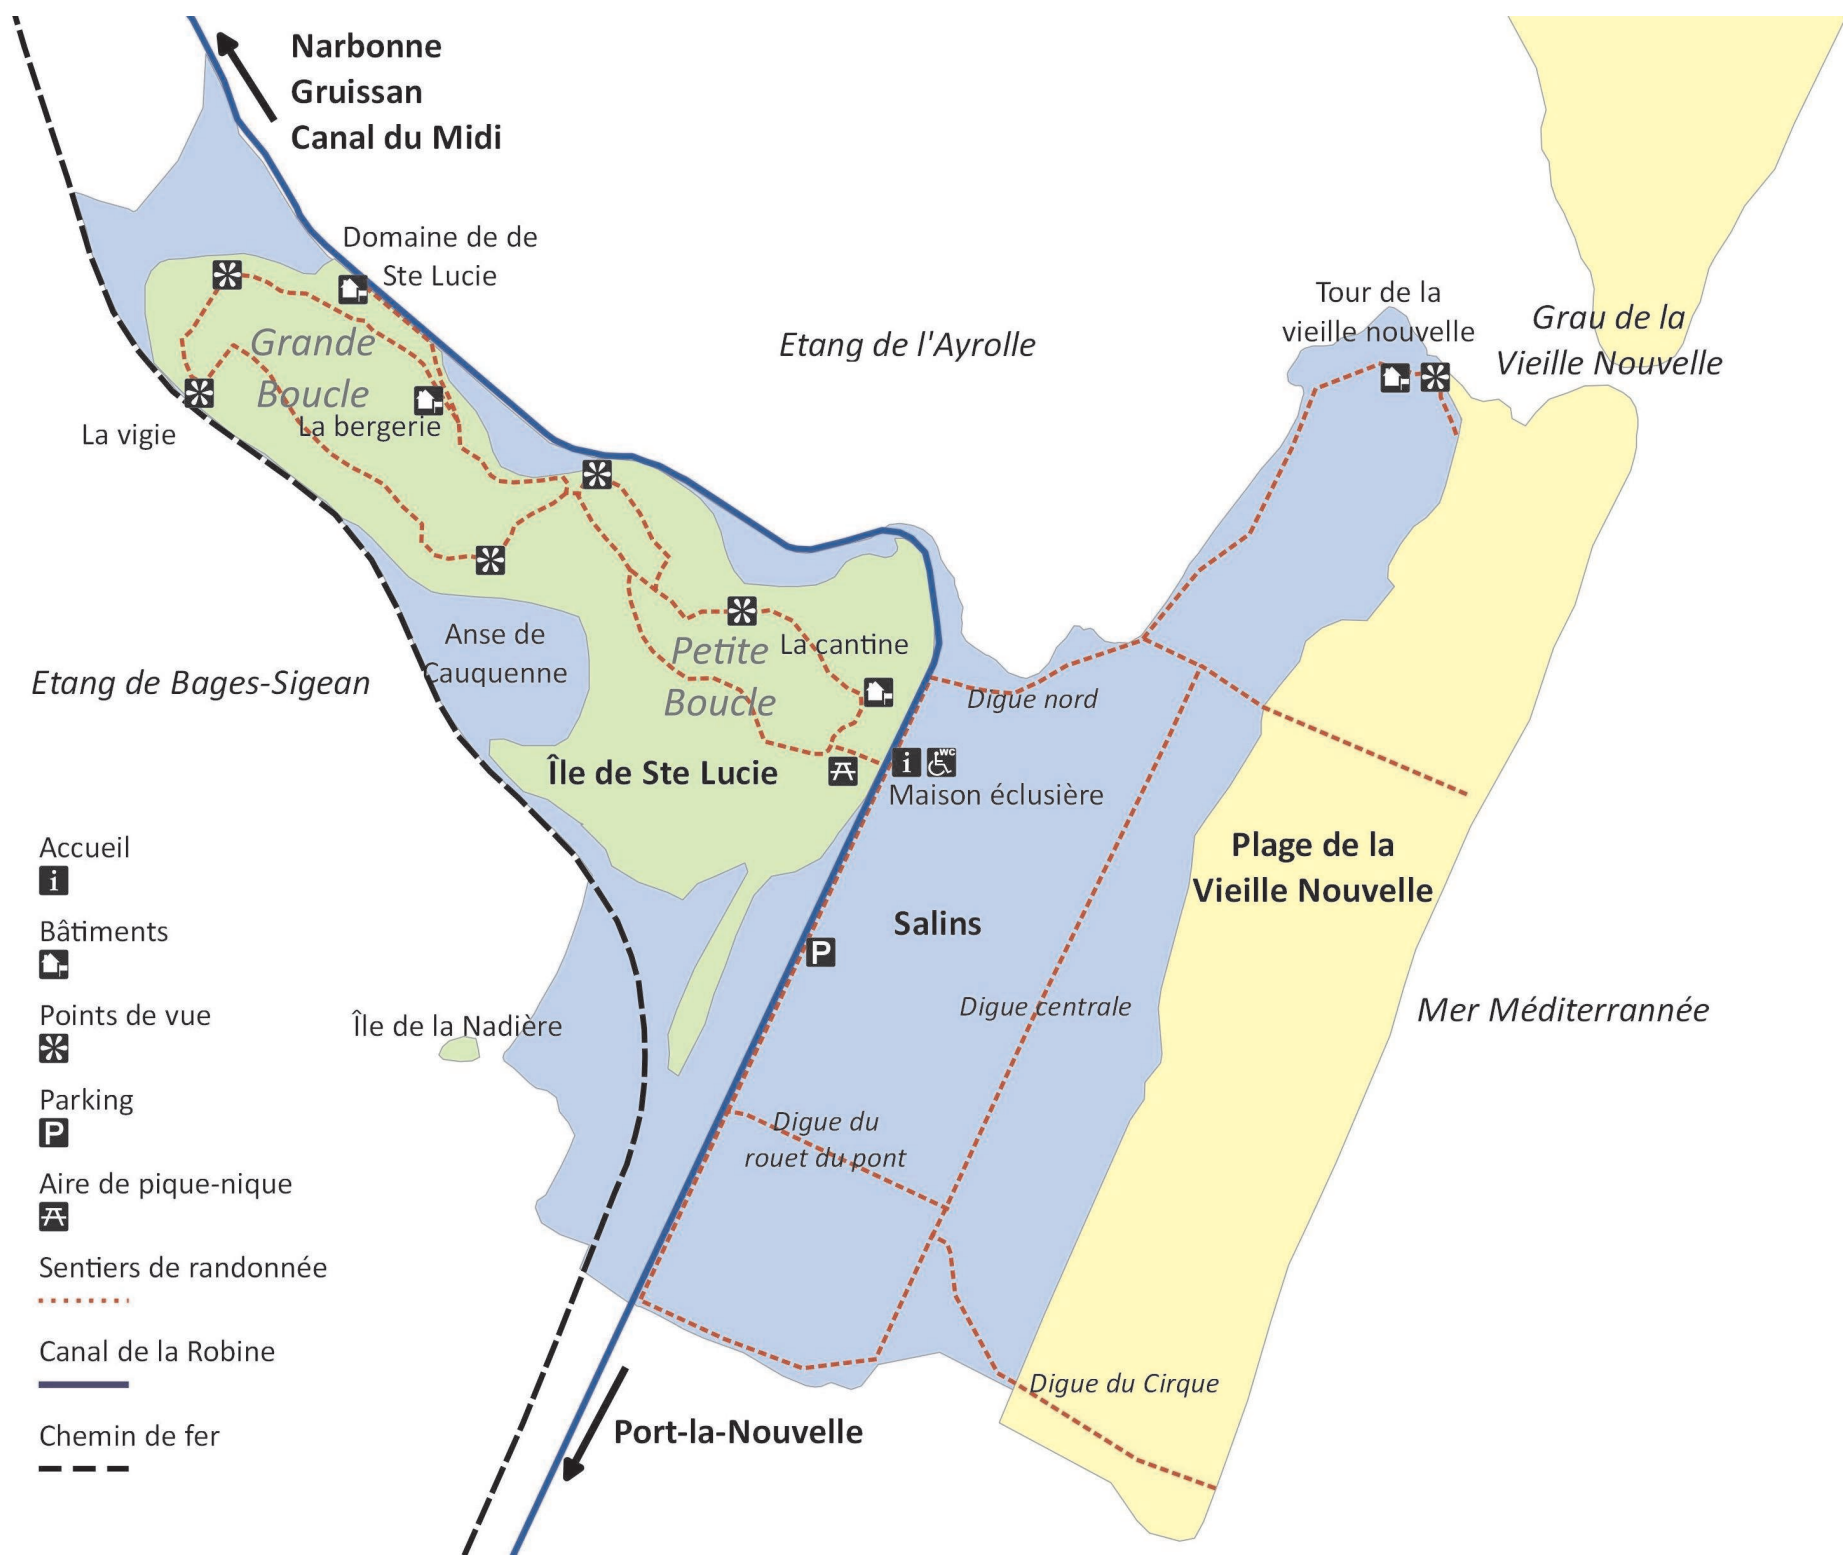 Narbonne
Gruissan
Canal du Midi
Domaine de de
Ste Lucie
Grande
Boucle
La bergerie
La vigie
Etang de l'Ayrolle
Tour de la
vieille nouvelle
Grau de la
Vieille Nouvelle
Anse de
Cauquenne
Etang de Bages-Sigean
Petite
Boucle
La cantine
Digue nord
Île de Ste Lucie
i
WC
Maison éclusière
Plage de la
Vieille Nouvelle
Salins
P
Digue centrale
Mer Méditerrannée
Île de la Nadière
Digue du
rouet du pont
Digue du Cirque
Port-la-Nouvelle
Accueil
i
Bâtiments
Points de vue
Parking
P
Aire de pique-nique
Sentiers de randonnée
Canal de la Robine
Chemin de fer